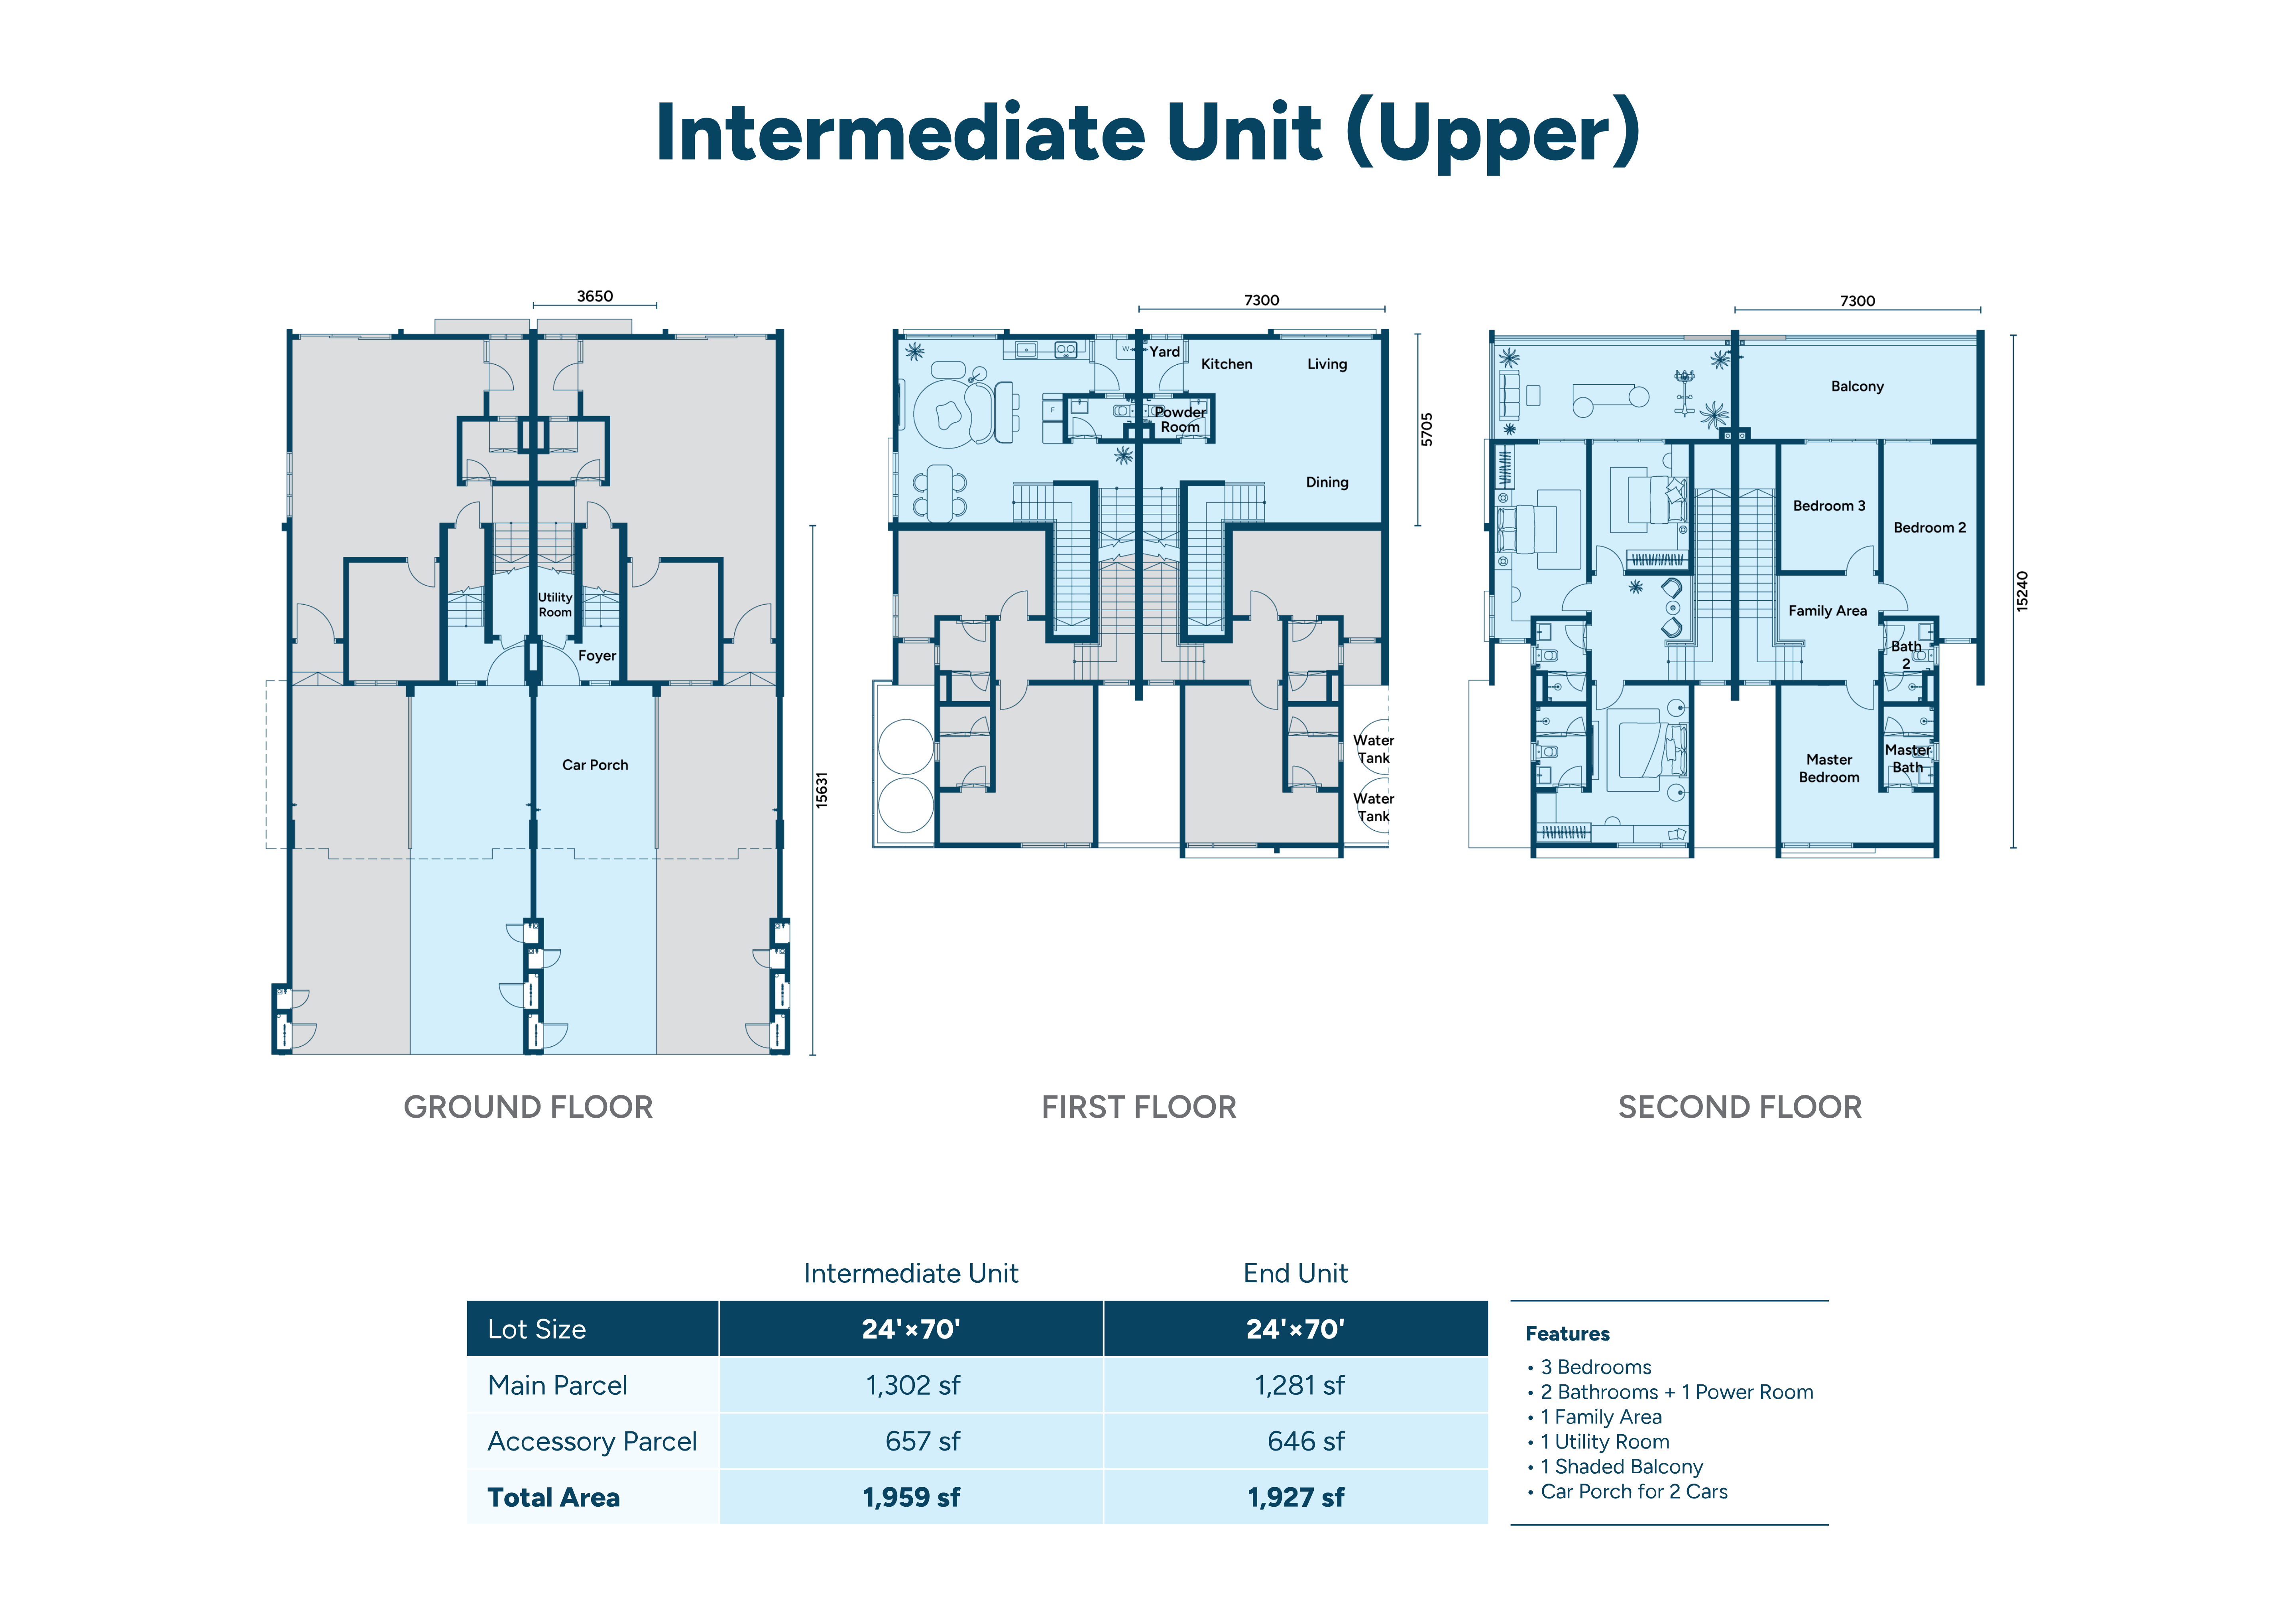 Intermediate Unit (Upper)
3650
Utility
Room
Foyer
Car Porch
15631
GROUND FLOOR
7300
W
Yard
Kitchen
Living
F
Powder
Room
Dining
5705
Water
Tank
Water
Tank
FIRST FLOOR
7300
Balcony
Bedroom 3
Bedroom 2
Family Area
Bath
2
Master
Bedroom
Master
Bath
15240
SECOND FLOOR
Intermediate Unit End Unit
Lot Size 24'×70' 24'×70'
Main Parcel 1,302 sf 1,281 sf
Accessory Parcel 657 sf 646 sf
Total Area 1,959 sf 1,927 sf
Features
• 3 Bedrooms
• 2 Bathrooms + 1 Power Room
• 1 Family Area
• 1 Utility Room
• 1 Shaded Balcony
• Car Porch for 2 Cars